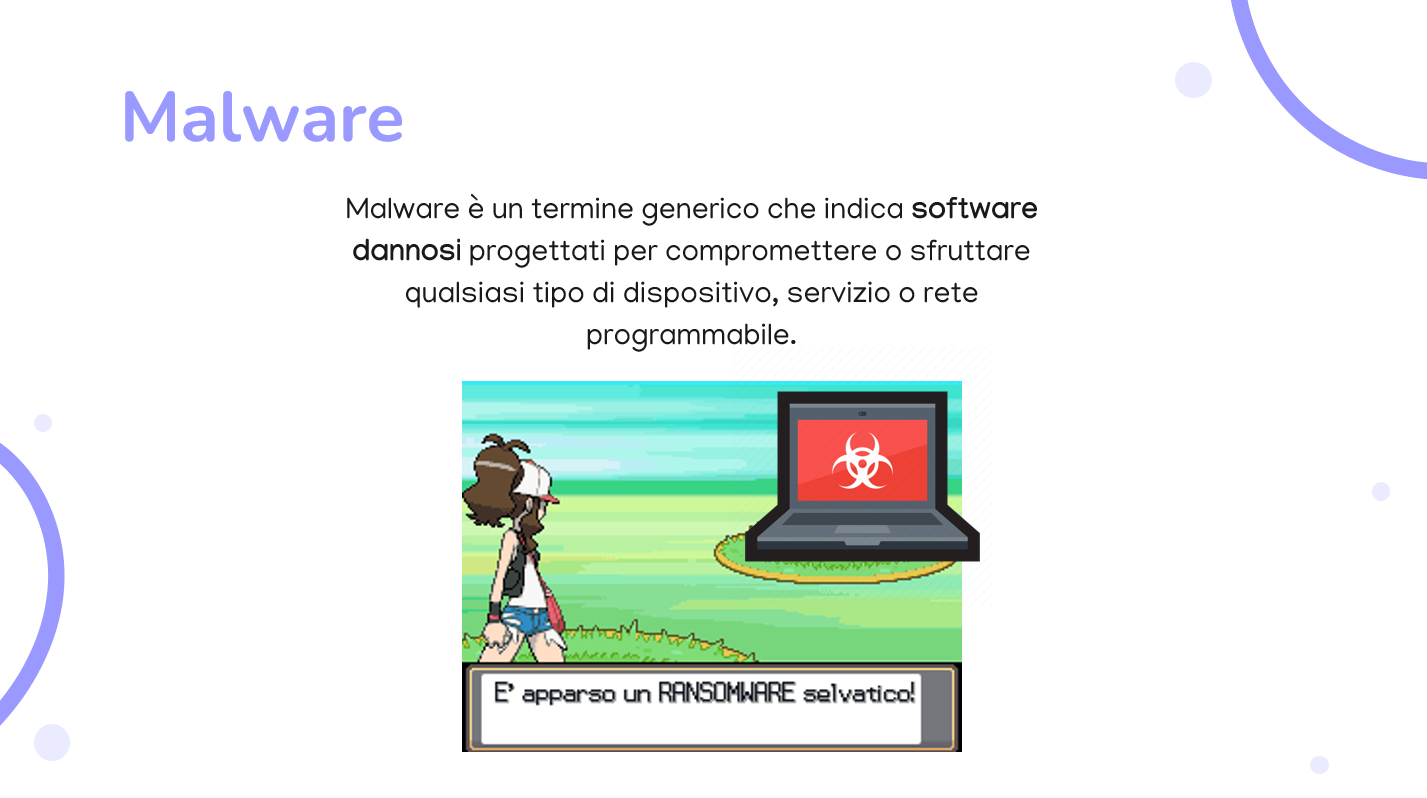 Malware
Malware è un termine generico che indica software
dannosi progettati per compromettere o sfruttare
qualsiasi tipo di dispositivo, servizio o rete
programmabile.
E' apparso un RANSOMWARE selvatico!